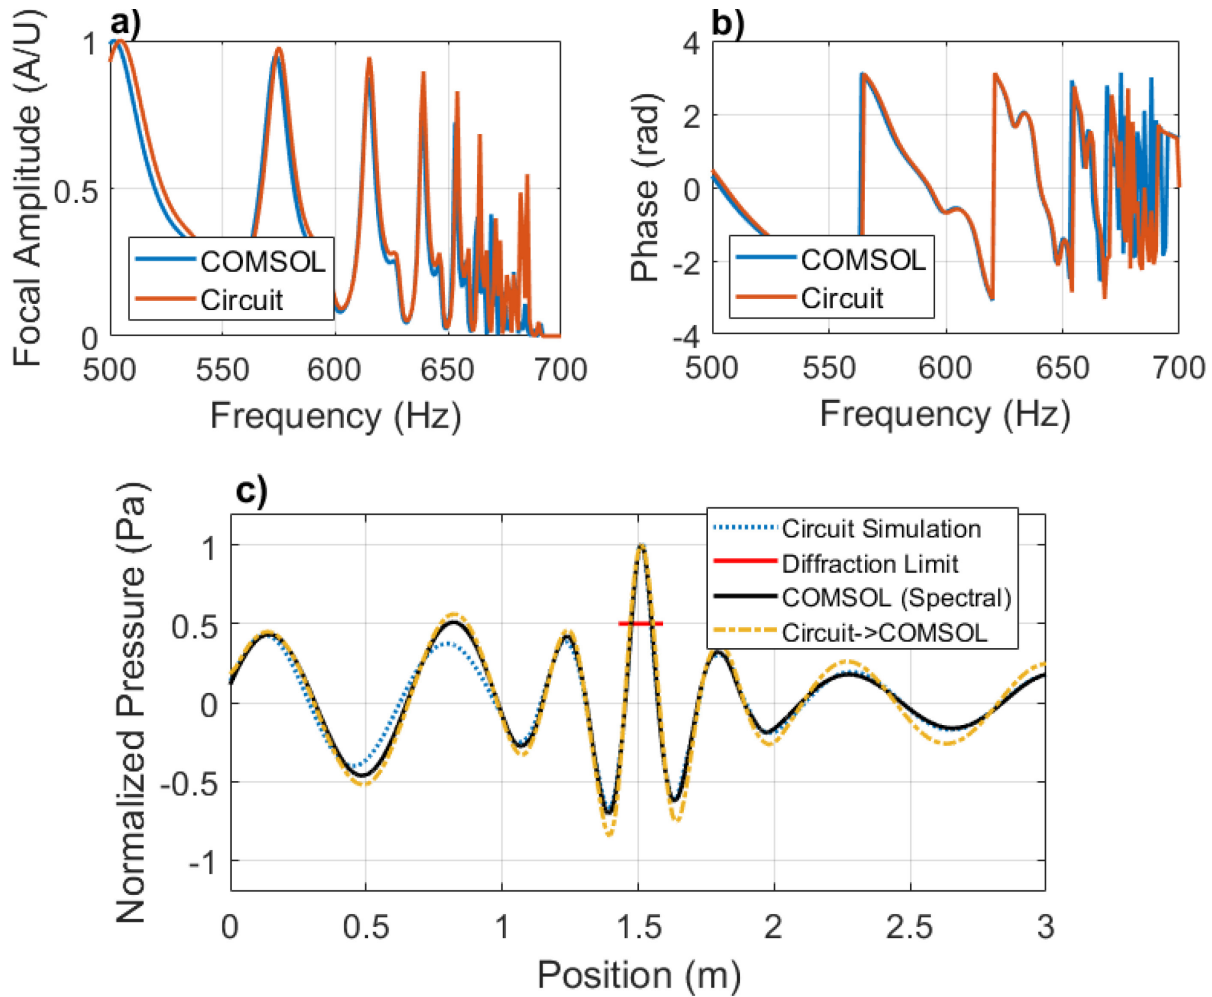 a)
Focal Amplitude (A/U)
1
0.5
0
COMSOL
Circuit
500 550 600 650 700
Frequency (Hz)
b)
Phase (rad)
4
2
0
-2
-4
COMSOL
Circuit
500 550 600 650 700
Frequency (Hz)
c)
Normalized Pressure (Pa)
1
0.5
0
-0.5
-1
Circuit Simulation
Diffraction Limit
COMSOL (Spectral)
Circuit->COMSOL
0 0.5 1 1.5 2 2.5 3
Position (m)